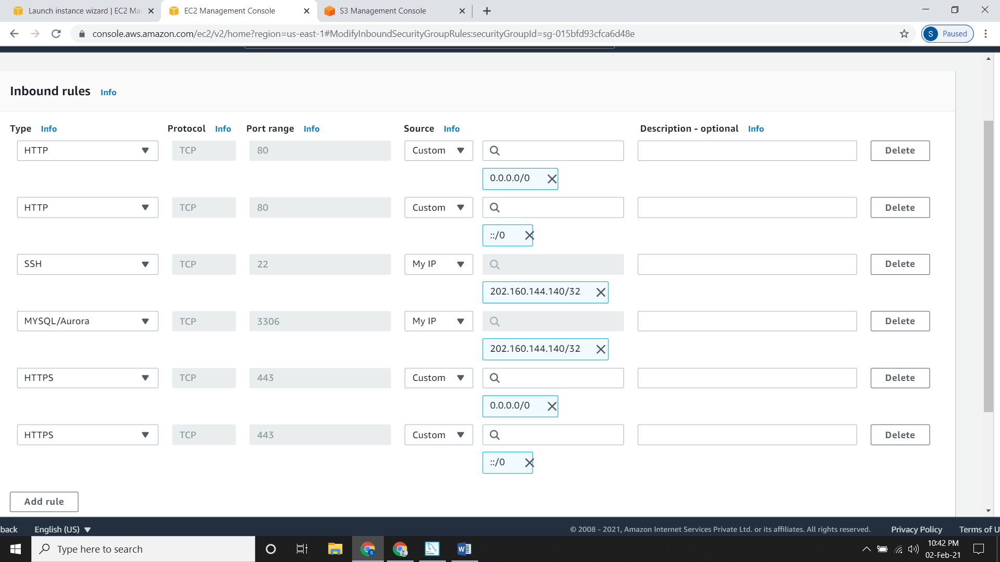 Launch instance wizard | EC2 Mar
EC2 Management Console
S3 Management Console
console.aws.amazon.com/ec2/v2/home?region=us-east-1#ModifyInboundSecurityGroupRules:securityGroupId=sg-015bfd93cfca6d48e
S Paused
Inbound rules Info
Type Info Protocol Info Port range Info Source Info Description - optional Info
HTTP TCP 80 Custom Delete
0.0.0.0/0
HTTP TCP 80 Custom Delete
::/0
SSH TCP 22 My IP Delete
202.160.144.140/32
MYSQL/Aurora TCP 3306 My IP Delete
202.160.144.140/32
HTTPS TCP 443 Custom Delete
0.0.0.0/0
HTTPS TCP 443 Custom Delete
::/0
Add rule
back English (US) © 2008 - 2021, Amazon Internet Services Private Ltd. or its affiliates. All rights reserved. Privacy Policy Terms of U
Type here to search
10:42 PM
02-Feb-21